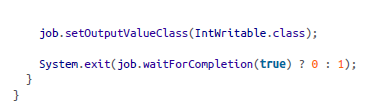 job.setOutputValueClass(IntWritable.class);
System.exit(job.waitForCompletion(true) ? 0 : 1);
}
}